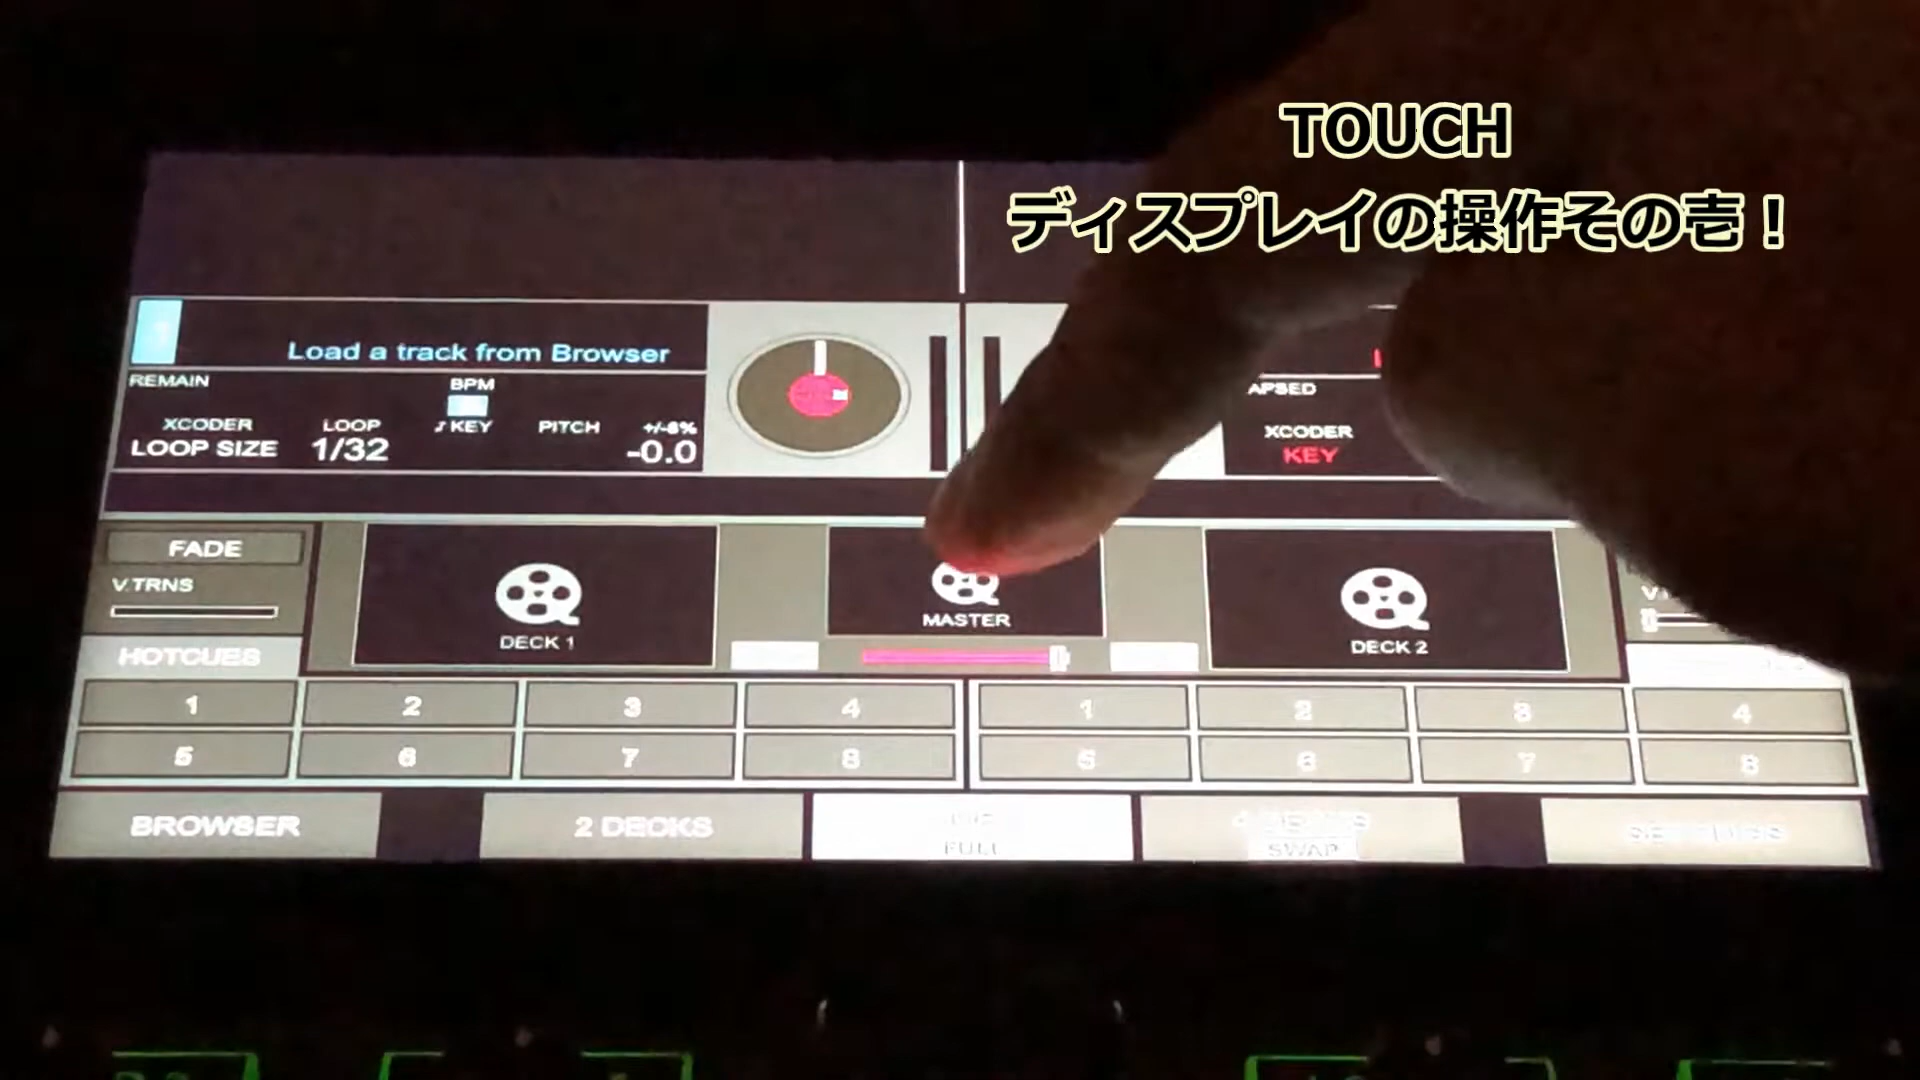 TOUCH
ディスプレイの操作その壱！
Load a track from Browser
REMAIN
BPM
XCODER
LOOP
♪KEY
PITCH
+/-8%
LOOP SIZE
1/32
-0.0
APSED
XCODER
KEY
FADE
V.TRNS
HOTCUES
DECK 1
MASTER
DECK 2
1 2 3 4 1 2 3 4
5 6 7 8 5 6 7 8
BROWSER
2 DECKS
FULL
SWAP